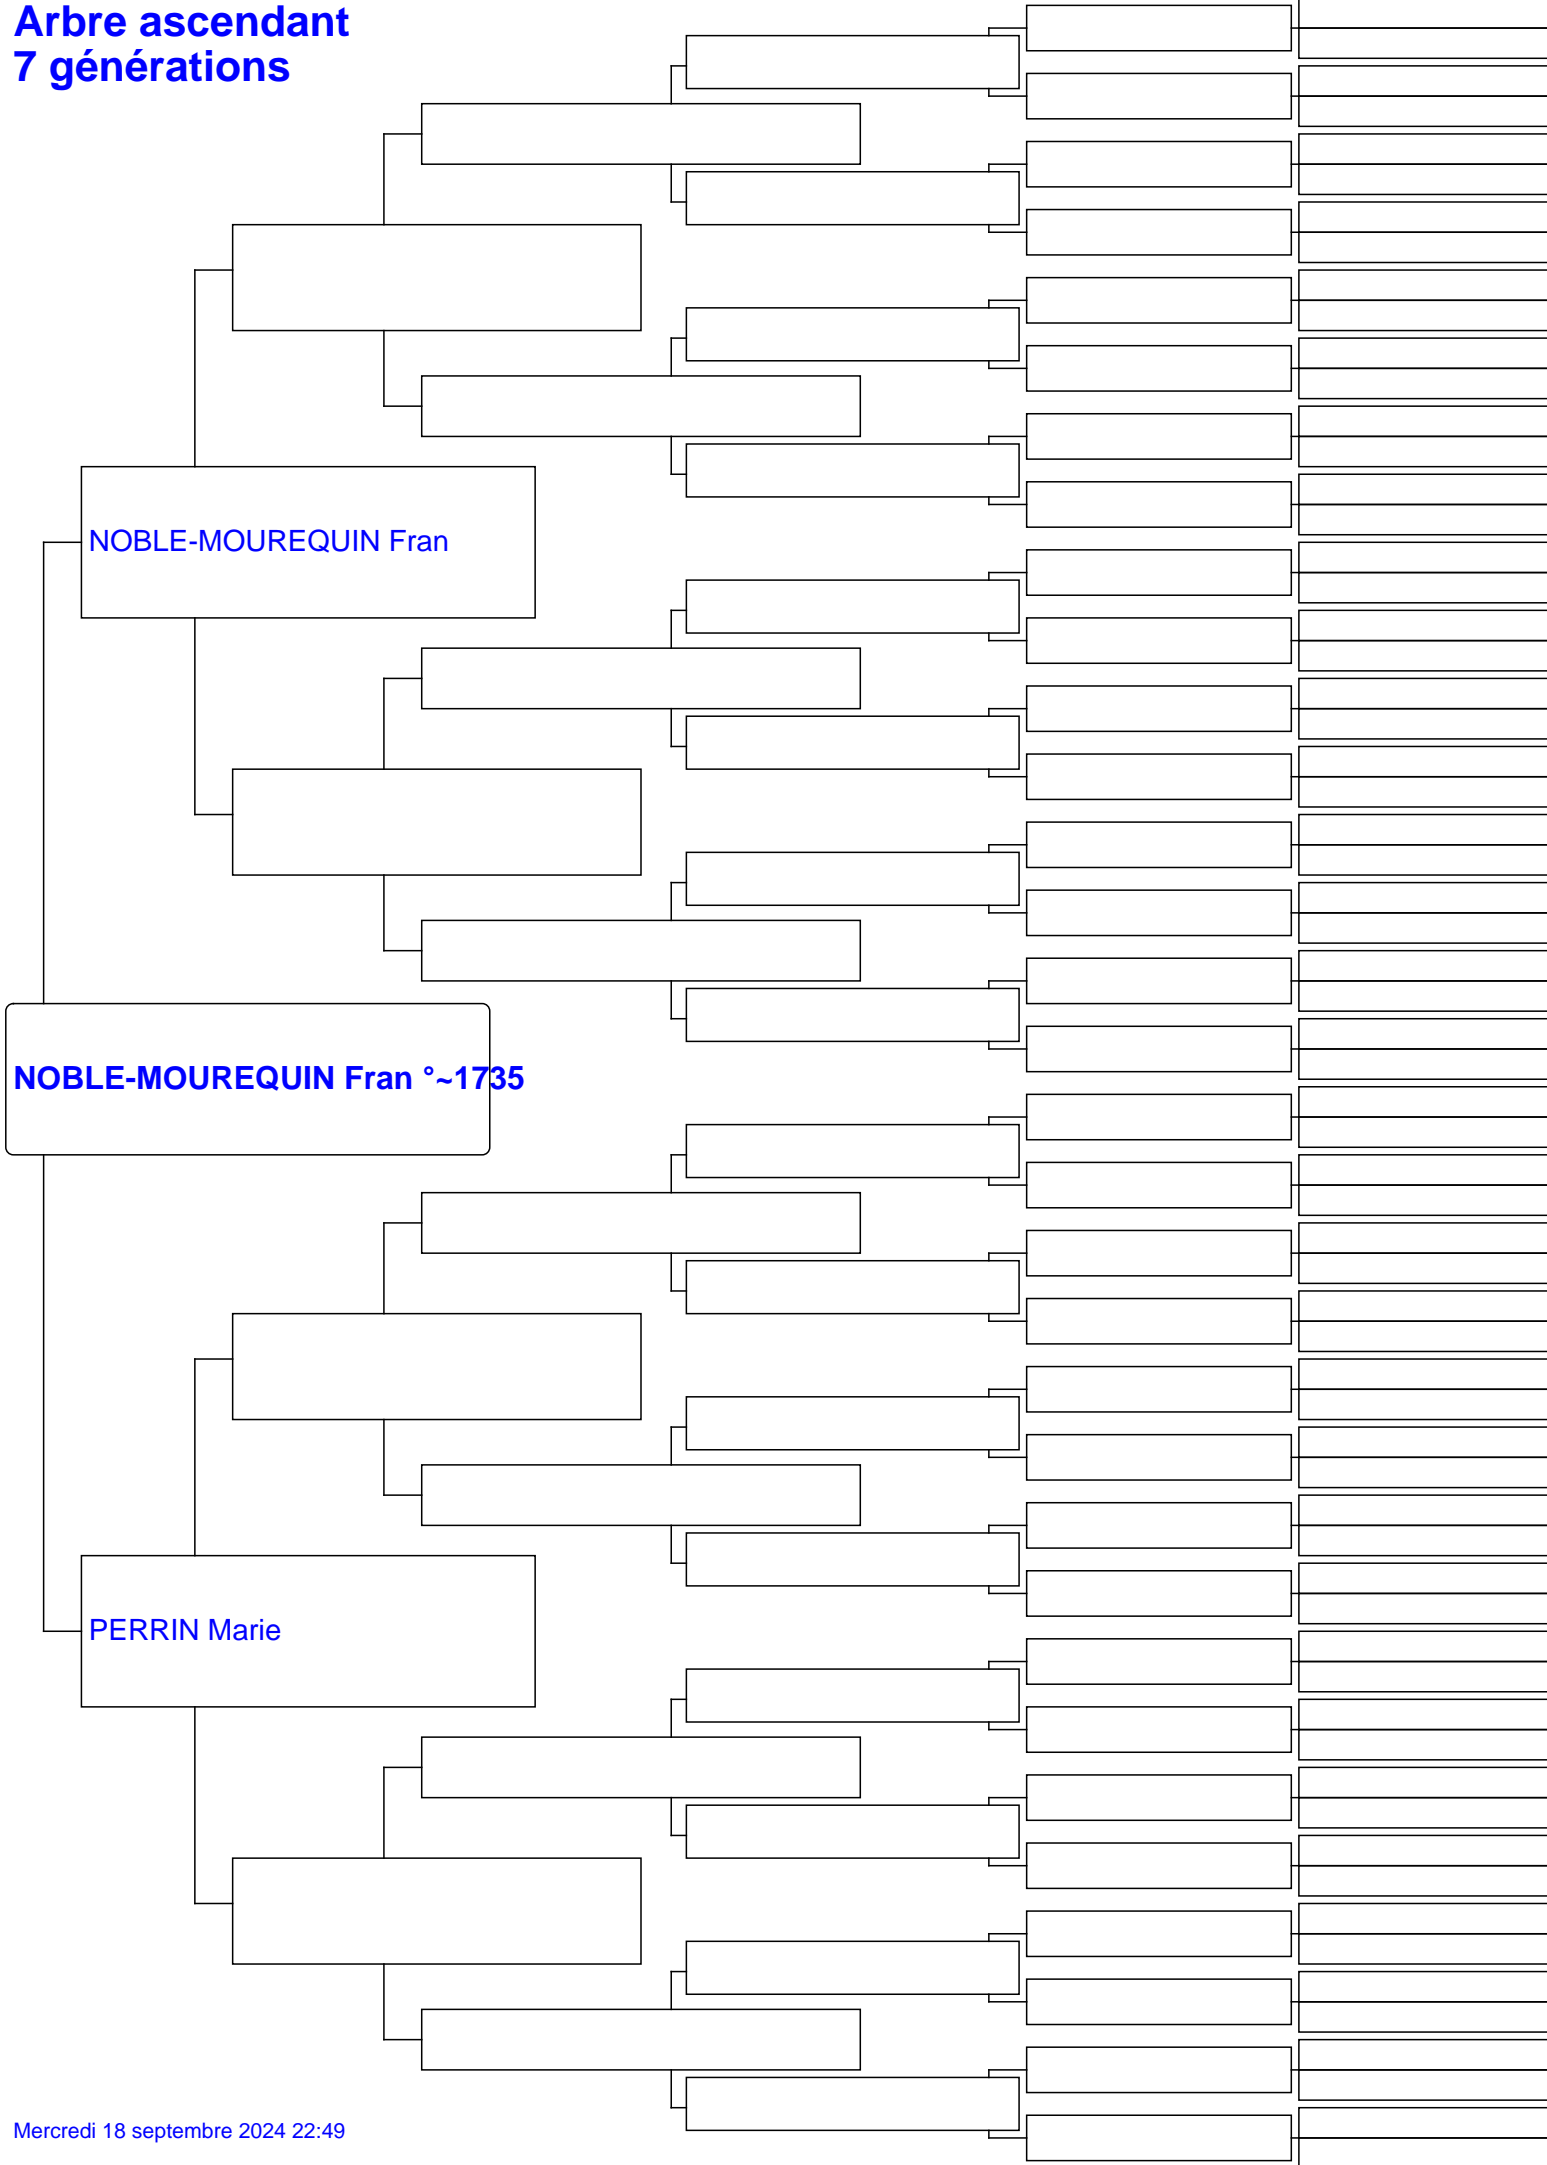 Arbre ascendant
7 générations
NOBLE-MOUREQUIN Fran
NOBLE-MOUREQUIN Fran °~1735
PERRIN Marie
Mercredi 18 septembre 2024 22:49